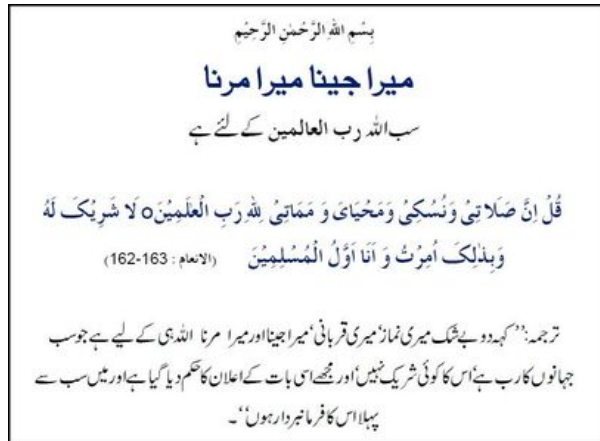 بِسْمِ اللهِ الرَّحْمٰنِ الرَّحِيْمِ
میرا جینا میرا مرنا
سب اللہ رب العالمین کے لئے ہے
قُلْ اِنَّ صَلَاتِیْ وَنُسُکِیْ وَمَحْیَایَ وَ مَمَاتِیْ لِلّٰهِ رَبِ الْعٰلَمِیْنَo لَا شَرِیْکَ لَهٗ
وَبِذٰلِکَ اُمِرْتُ وَ اَنَا اَوَّلُ الْمُسْلِمِیْنَ (الانعام : 163-162)
ترجمہ:’’ کہہ دو بے شک میری نماز‘ میری قربانی‘ میرا جینا اور میرا مرنا اللہ ہی کے لیے ہے جو سب
جہانوں کا رب ہے‘ اس کا کوئی شریک نہیں‘ اور مجھے اسی بات کے اعلان کا حکم دیا گیا ہے اور میں سب سے
پہلا اس کا فرمانبردار ہوں‘‘۔